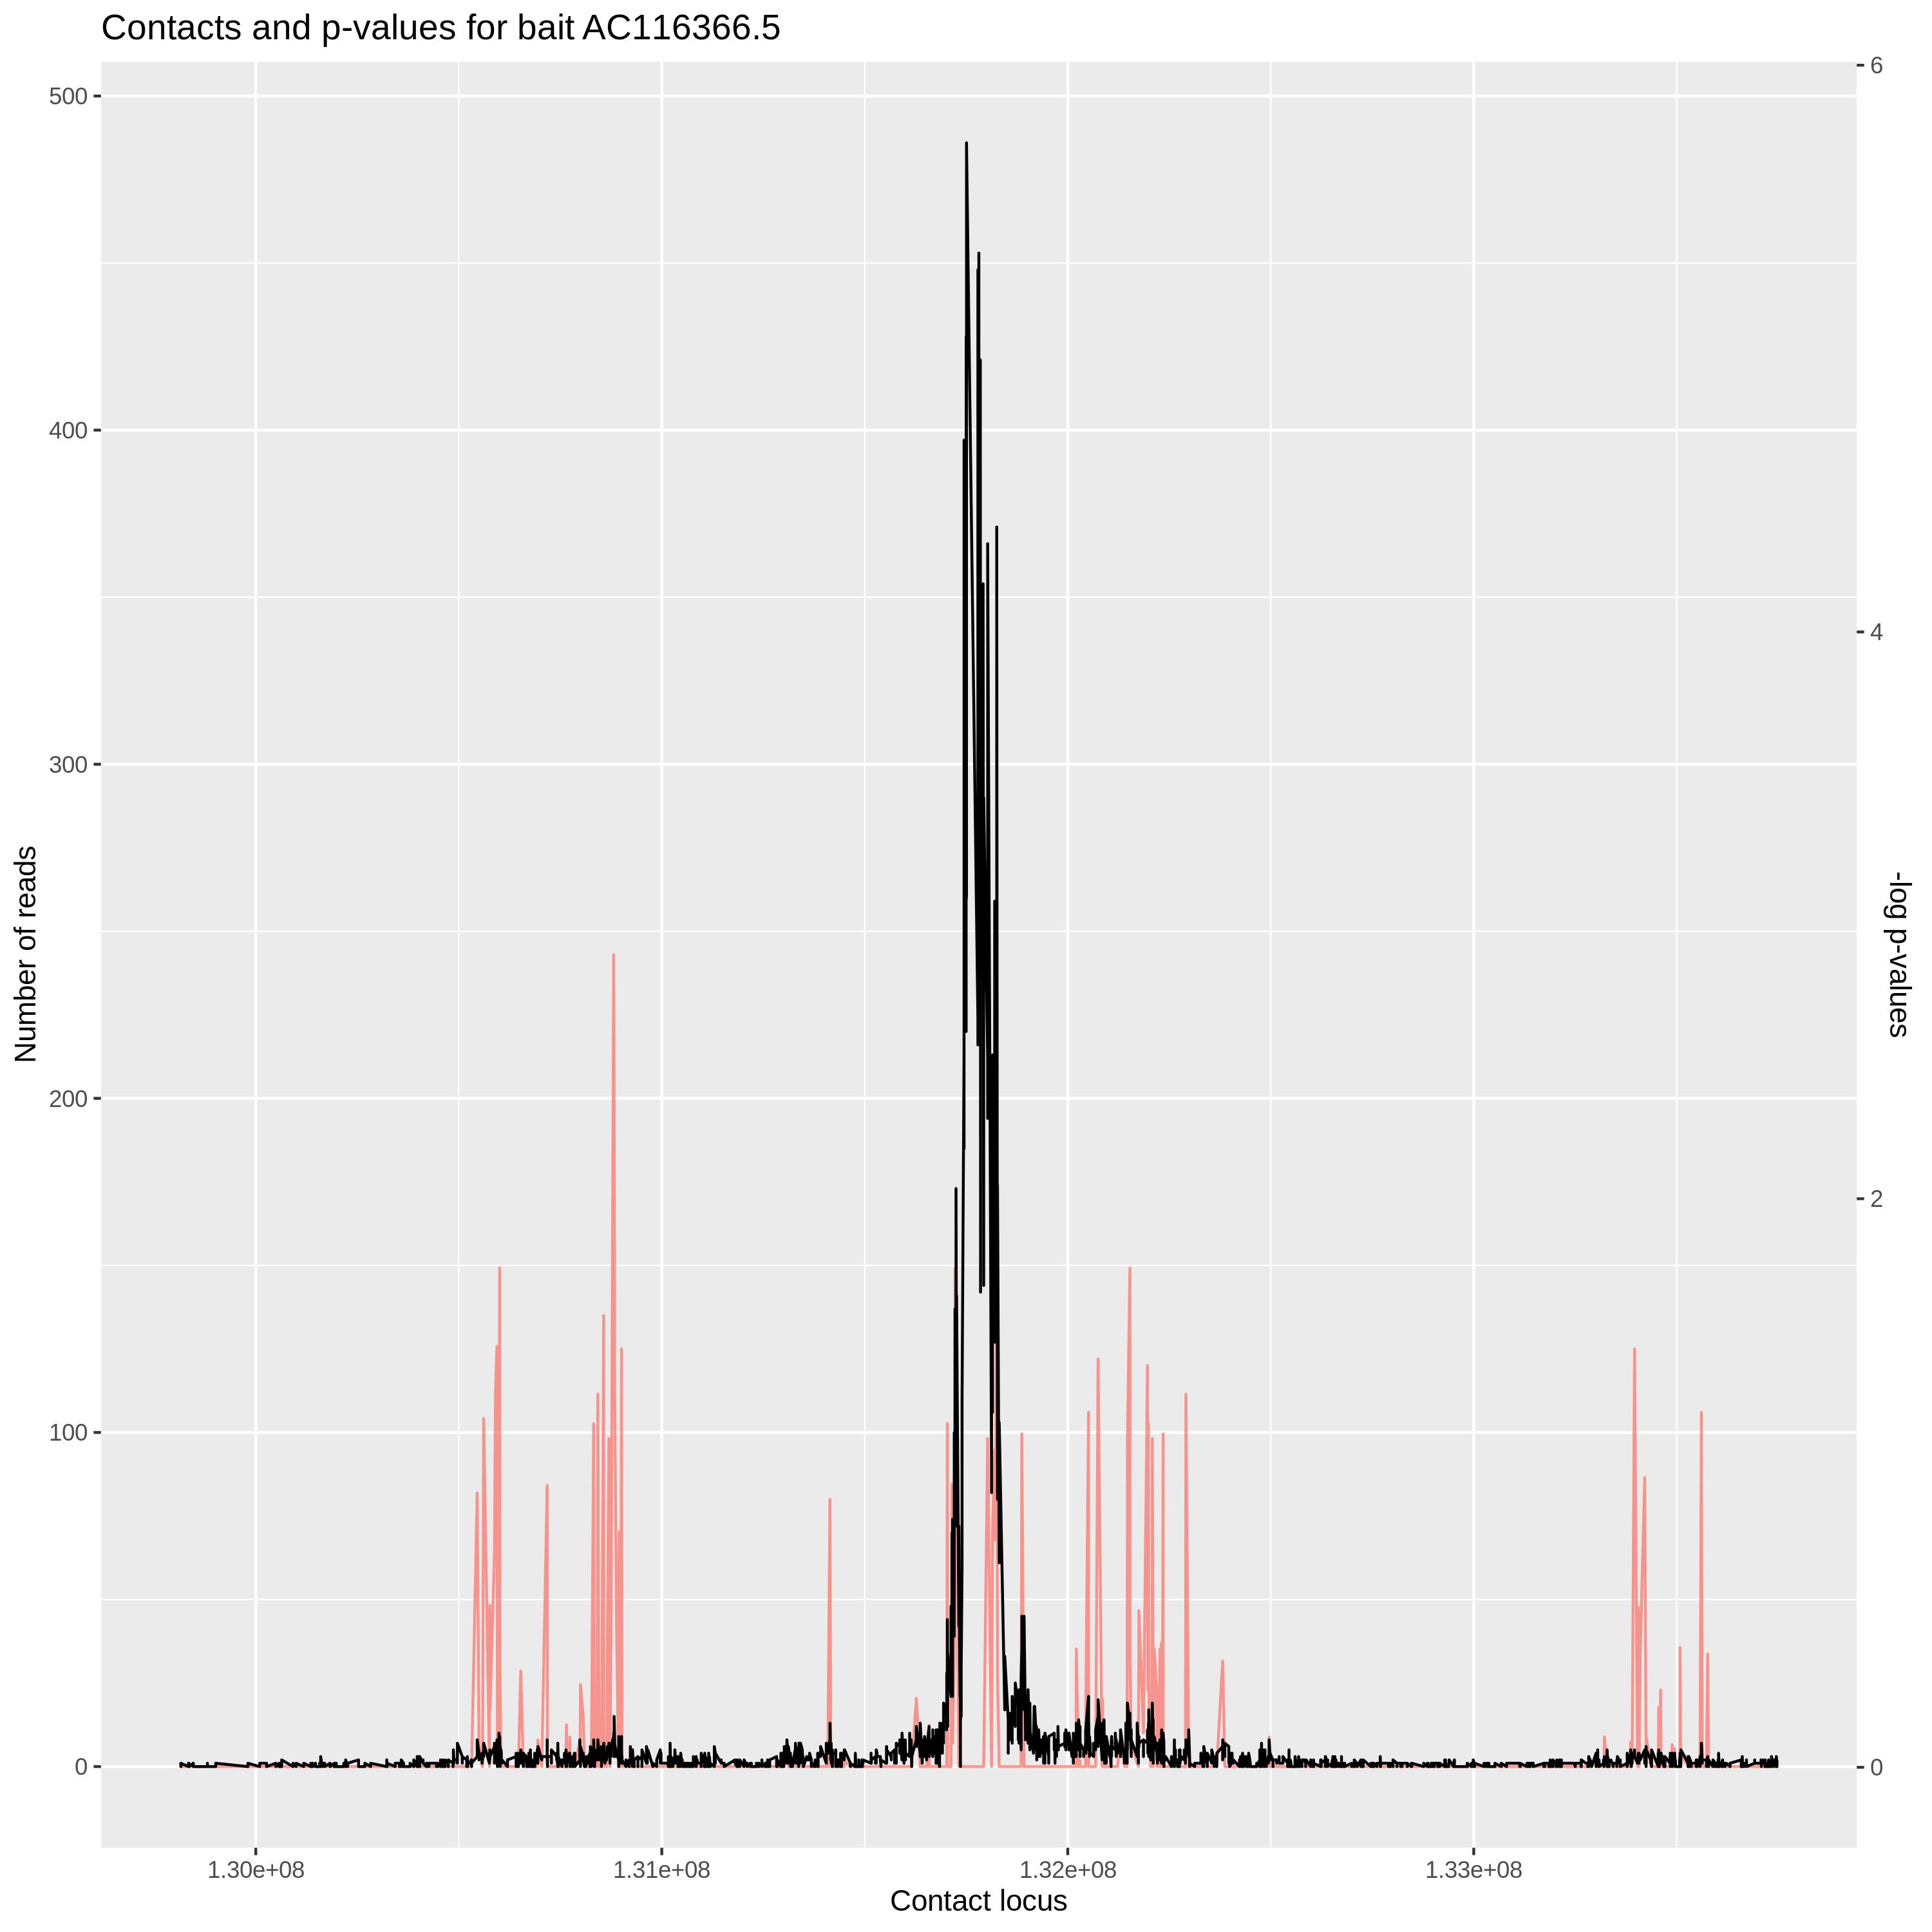 Contacts and p-values for bait AC116366.5
500
400
300
200
100
0
6
4
2
0
Number of reads
-log p-values
1.30e+08
1.31e+08
1.32e+08
1.33e+08
Contact locus